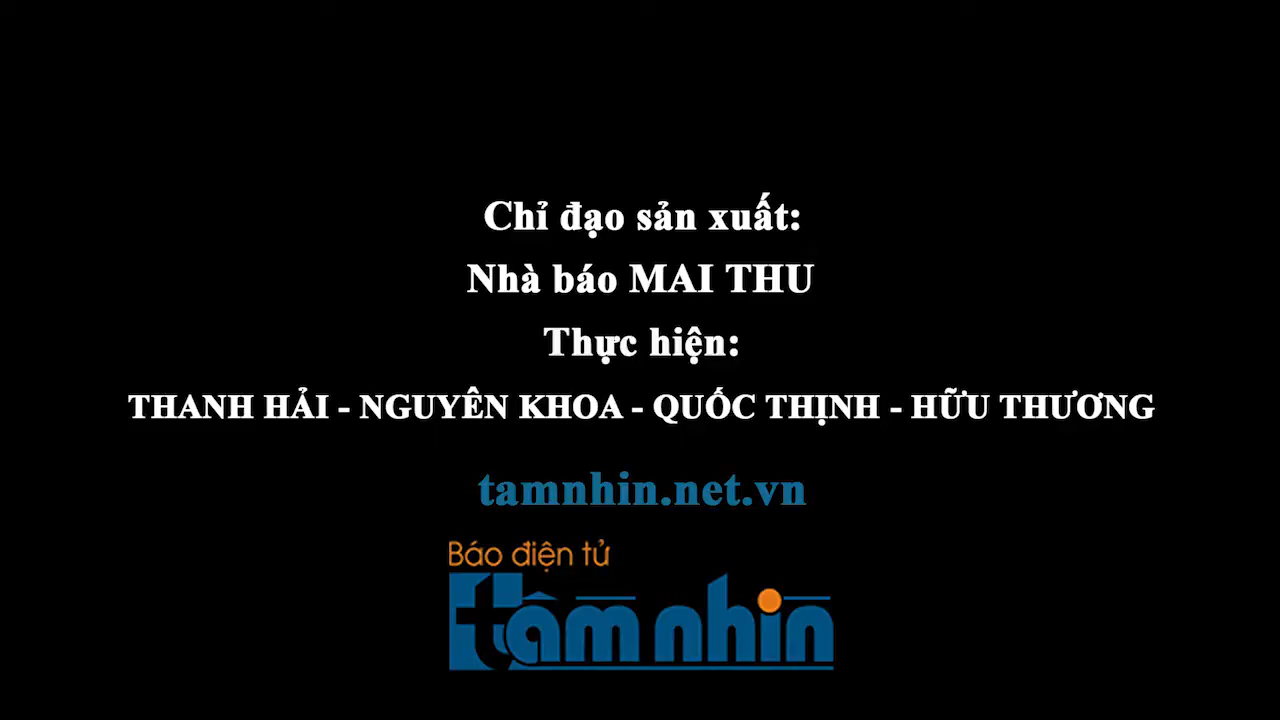 Chỉ đạo sản xuất:
Nhà báo MAI THU
Thực hiện:
THANH HẢI - NGUYÊN KHOA - QUỐC THỊNH - HỮU THƯƠNG
tamnhin.net.vn
Báo điện tử
tầm nhìn